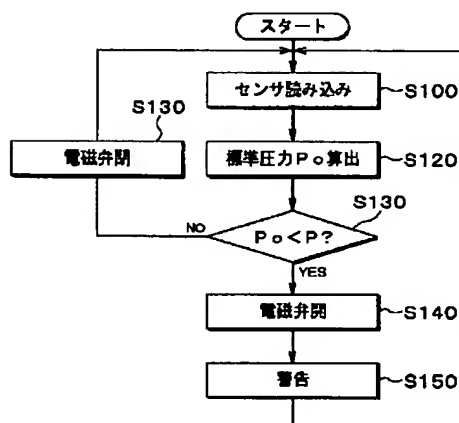 スタート
センサ読み込み
S100
S130
電磁弁閉
標準圧力Po算出
S120
S130
Po<P?
NO
YES
電磁弁開
S140
警告
S150